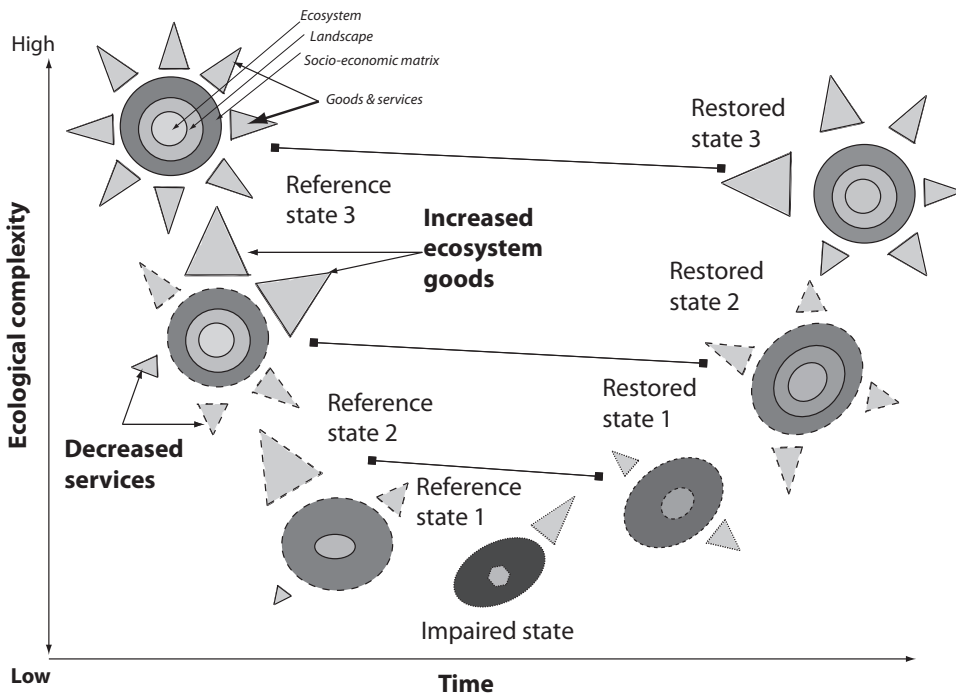 High
Ecosystem
Landscape
Socio-economic matrix
Goods & services
Restored
state 3
Reference
state 3
Increased
ecosystem
goods
Restored
state 2
Ecological complexity
Restored
state 1
Reference
state 2
Decreased
services
Reference
state 1
Impaired state
Low
Time